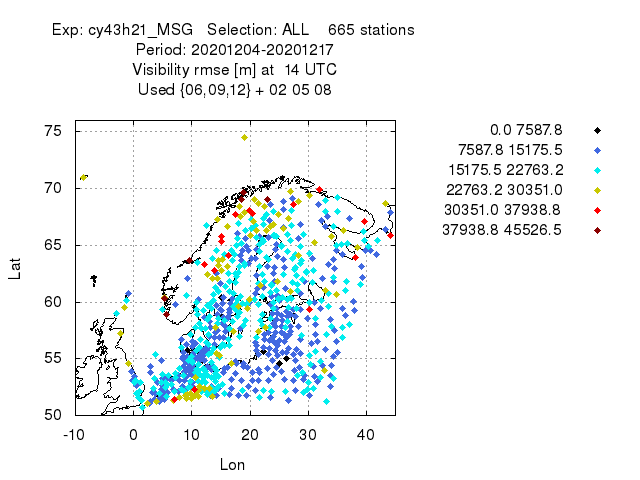 Exp: cy43h21_MSG   Selection: ALL    665 stations
Period: 20201204-20201217
Visibility rmse [m] at  14 UTC
Used {06,09,12} + 02 05 08
0.0 7587.8
7587.8 15175.5
15175.5 22763.2
22763.2 30351.0
30351.0 37938.8
37938.8 45526.5
75
70
65
60
55
50
Lat
-10 0 10 20 30 40
Lon